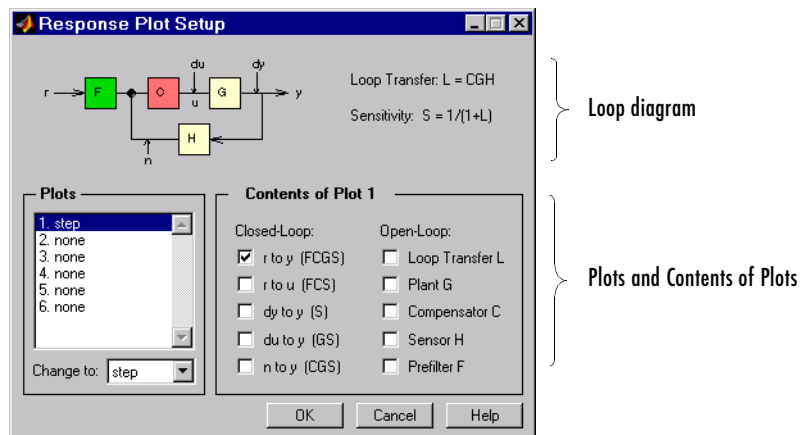 Response Plot Setup
du
dy
r
F
C
u
G
y
H
n
Loop Transfer: L = CGH
Sensitivity: S = 1/(1+L)
Loop diagram
Plots
1. step
2. none
3. none
4. none
5. none
6. none
Change to: step
Contents of Plot 1
Closed-Loop:
r to y (FCGS)
r to u (FCS)
dy to y (S)
du to y (GS)
n to y (CGS)
Open-Loop:
Loop Transfer L
Plant G
Compensator C
Sensor H
Prefilter F
Plots and Contents of Plots
OK
Cancel
Help